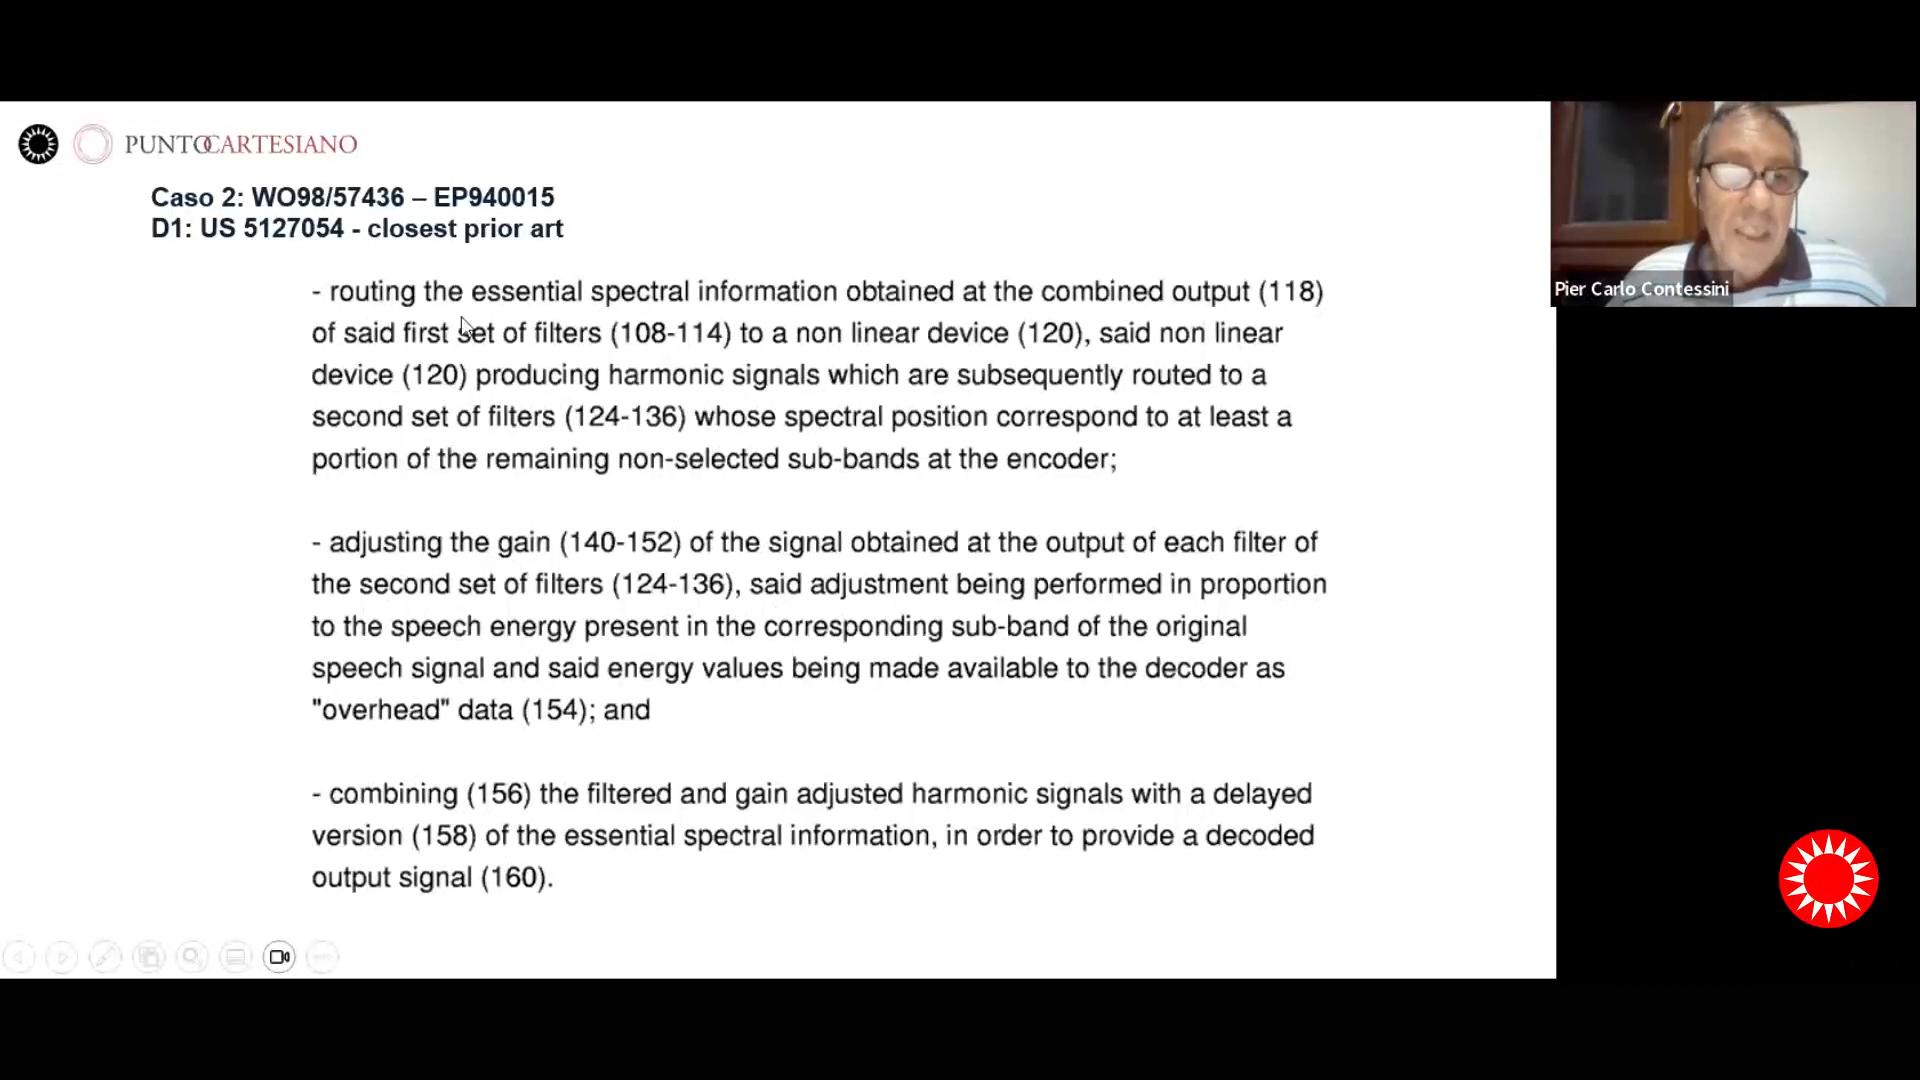 PUNTOCARTESIANO
Caso 2: WO98/57436 – EP940015
D1: US 5127054 - closest prior art
- routing the essential spectral information obtained at the combined output (118)
of said first set of filters (108-114) to a non linear device (120), said non linear
device (120) producing harmonic signals which are subsequently routed to a
second set of filters (124-136) whose spectral position correspond to at least a
portion of the remaining non-selected sub-bands at the encoder;
- adjusting the gain (140-152) of the signal obtained at the output of each filter of
the second set of filters (124-136), said adjustment being performed in proportion
to the speech energy present in the corresponding sub-band of the original
speech signal and said energy values being made available to the decoder as
"overhead" data (154); and
- combining (156) the filtered and gain adjusted harmonic signals with a delayed
version (158) of the essential spectral information, in order to provide a decoded
output signal (160).
Pier Carlo Contessini